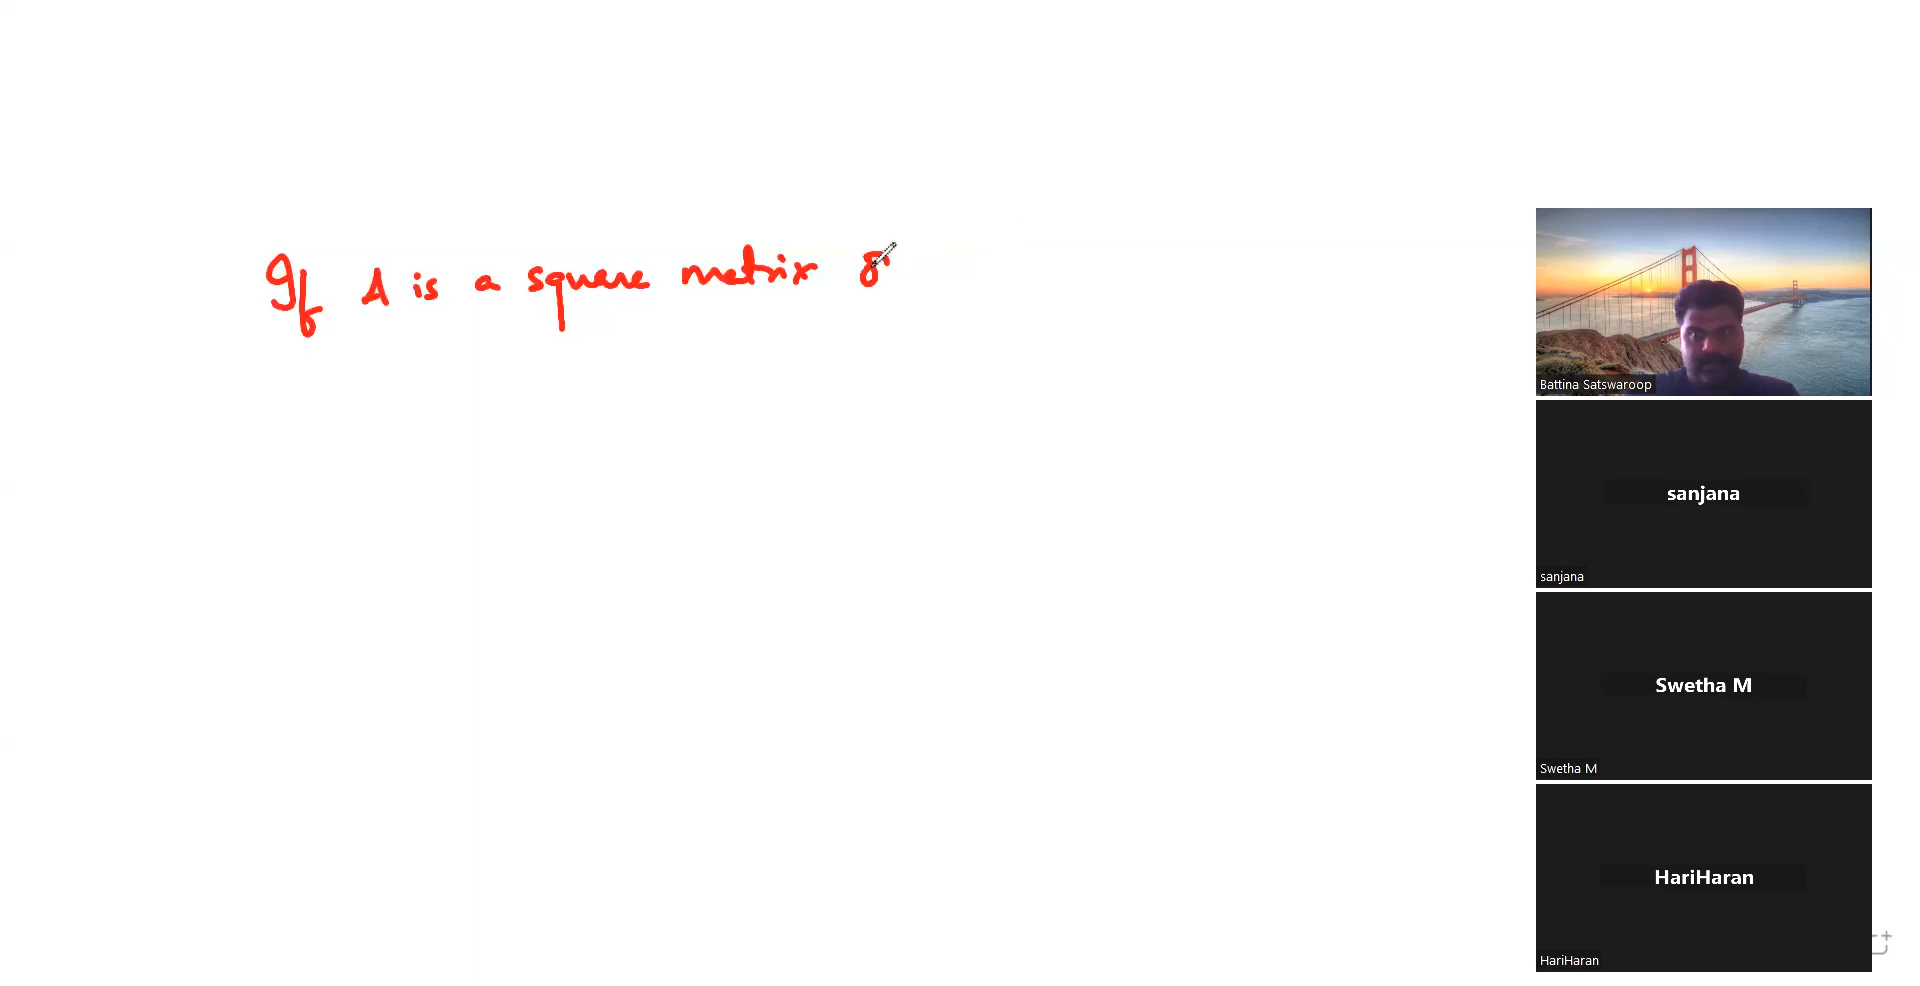 If A is a square matrix
Battina Satswaroop
sanjana
sanjana
Swetha M
Swetha M
HariHaran
HariHaran